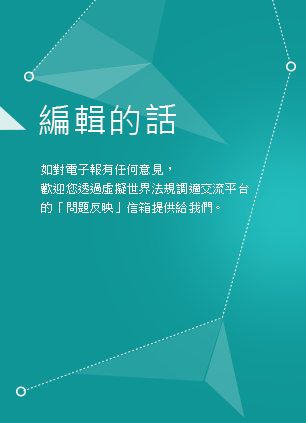 編輯的話
如對電子報有任何意見，
歡迎您透過虛擬世界法規調適交流平台
的「問題反映」信箱提供給我們。